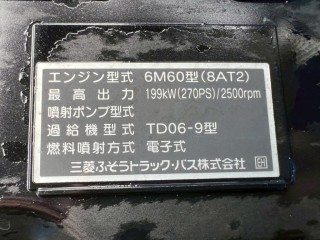 エンジン型式 6M60型(8AT2)
最高出力 199kW(270PS)/2500rpm
噴射ポンプ型式
過給機型式 TD06-9型
燃料噴射方式 電子式
三菱ふそうトラック・バス株式会社